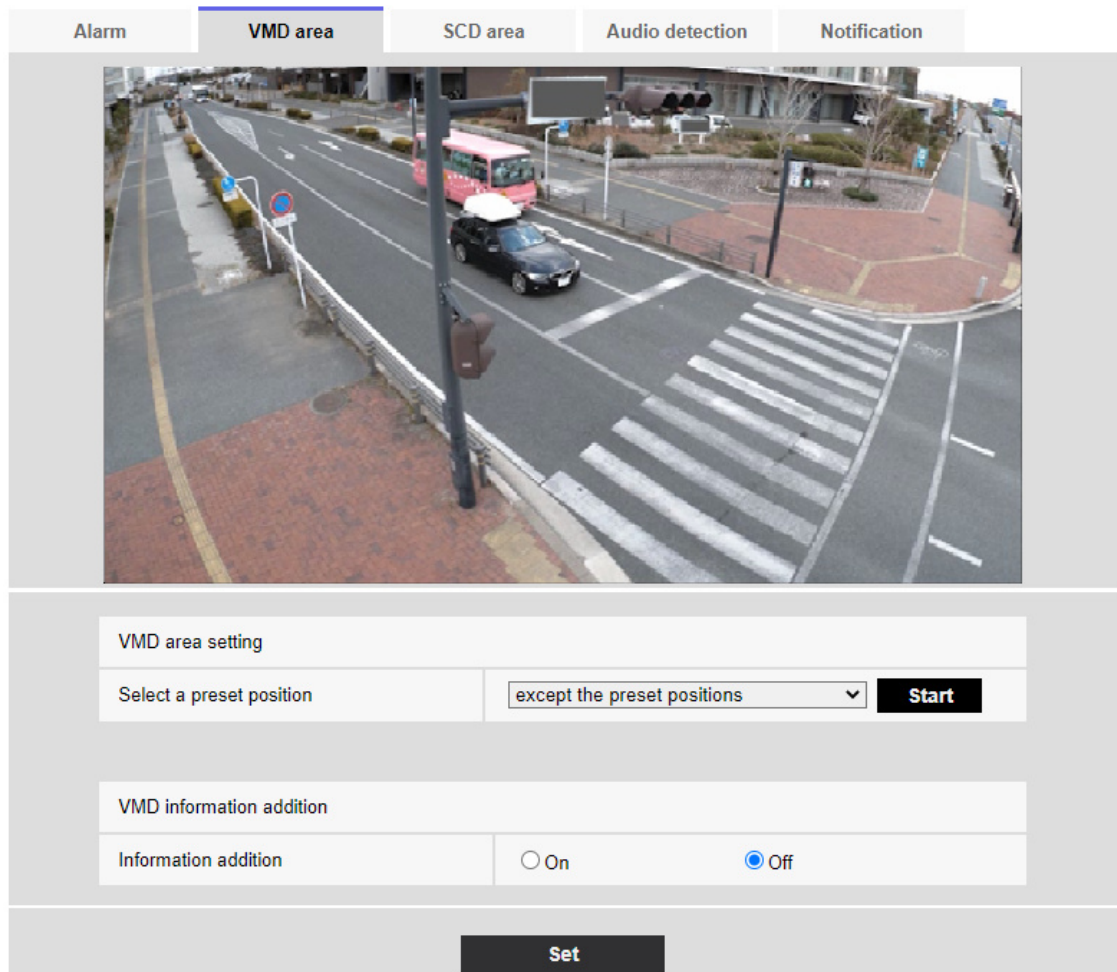 Alarm
VMD area
SCD area
Audio detection
Notification
VMD area setting
Select a preset position
except the preset positions
Start
VMD information addition
Information addition
On
Off
Set